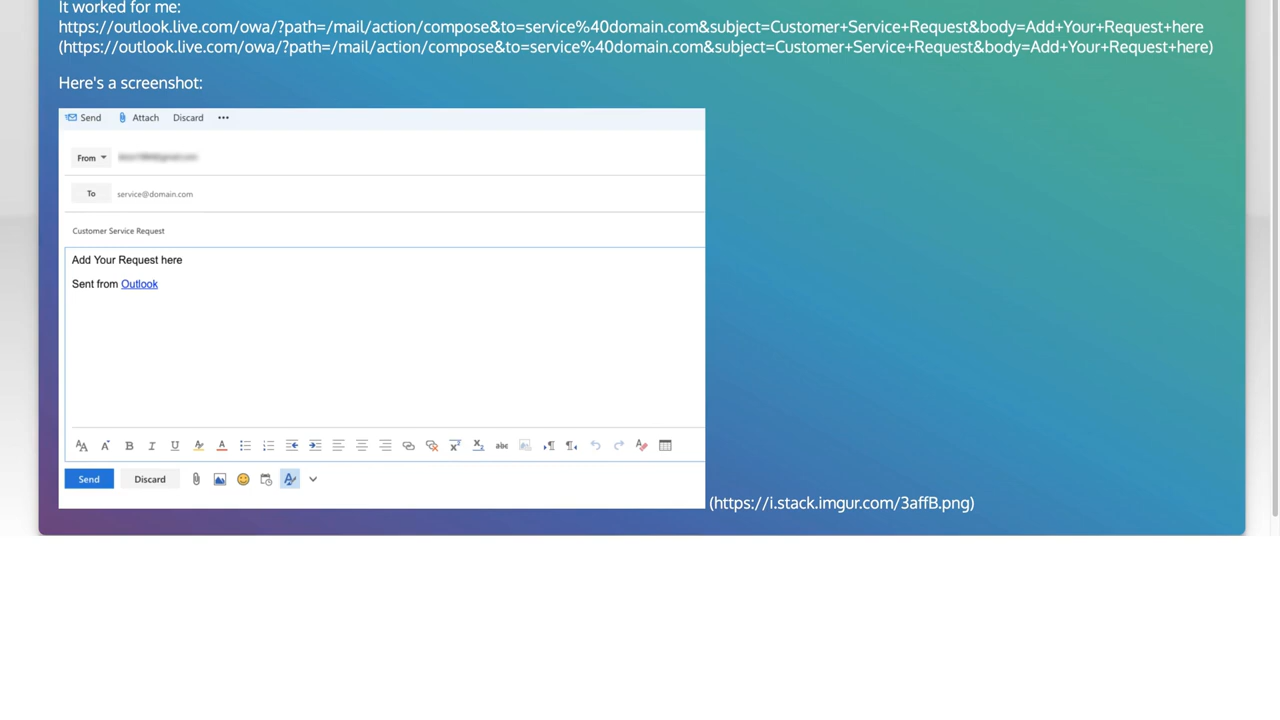 It worked for me:
https://outlook.live.com/owa/?path=/mail/action/compose&to=service%40domain.com&subject=Customer+Service+Request&body=Add+Your+Request+here
(https://outlook.live.com/owa/?path=/mail/action/compose&to=service%40domain.com&subject=Customer+Service+Request&body=Add+Your+Request+here)
Here's a screenshot:
Send Attach Discard •••
From
To service@domain.com
Customer Service Request
Add Your Request here
Sent from Outlook
Send Discard
(https://i.stack.imgur.com/3affB.png)